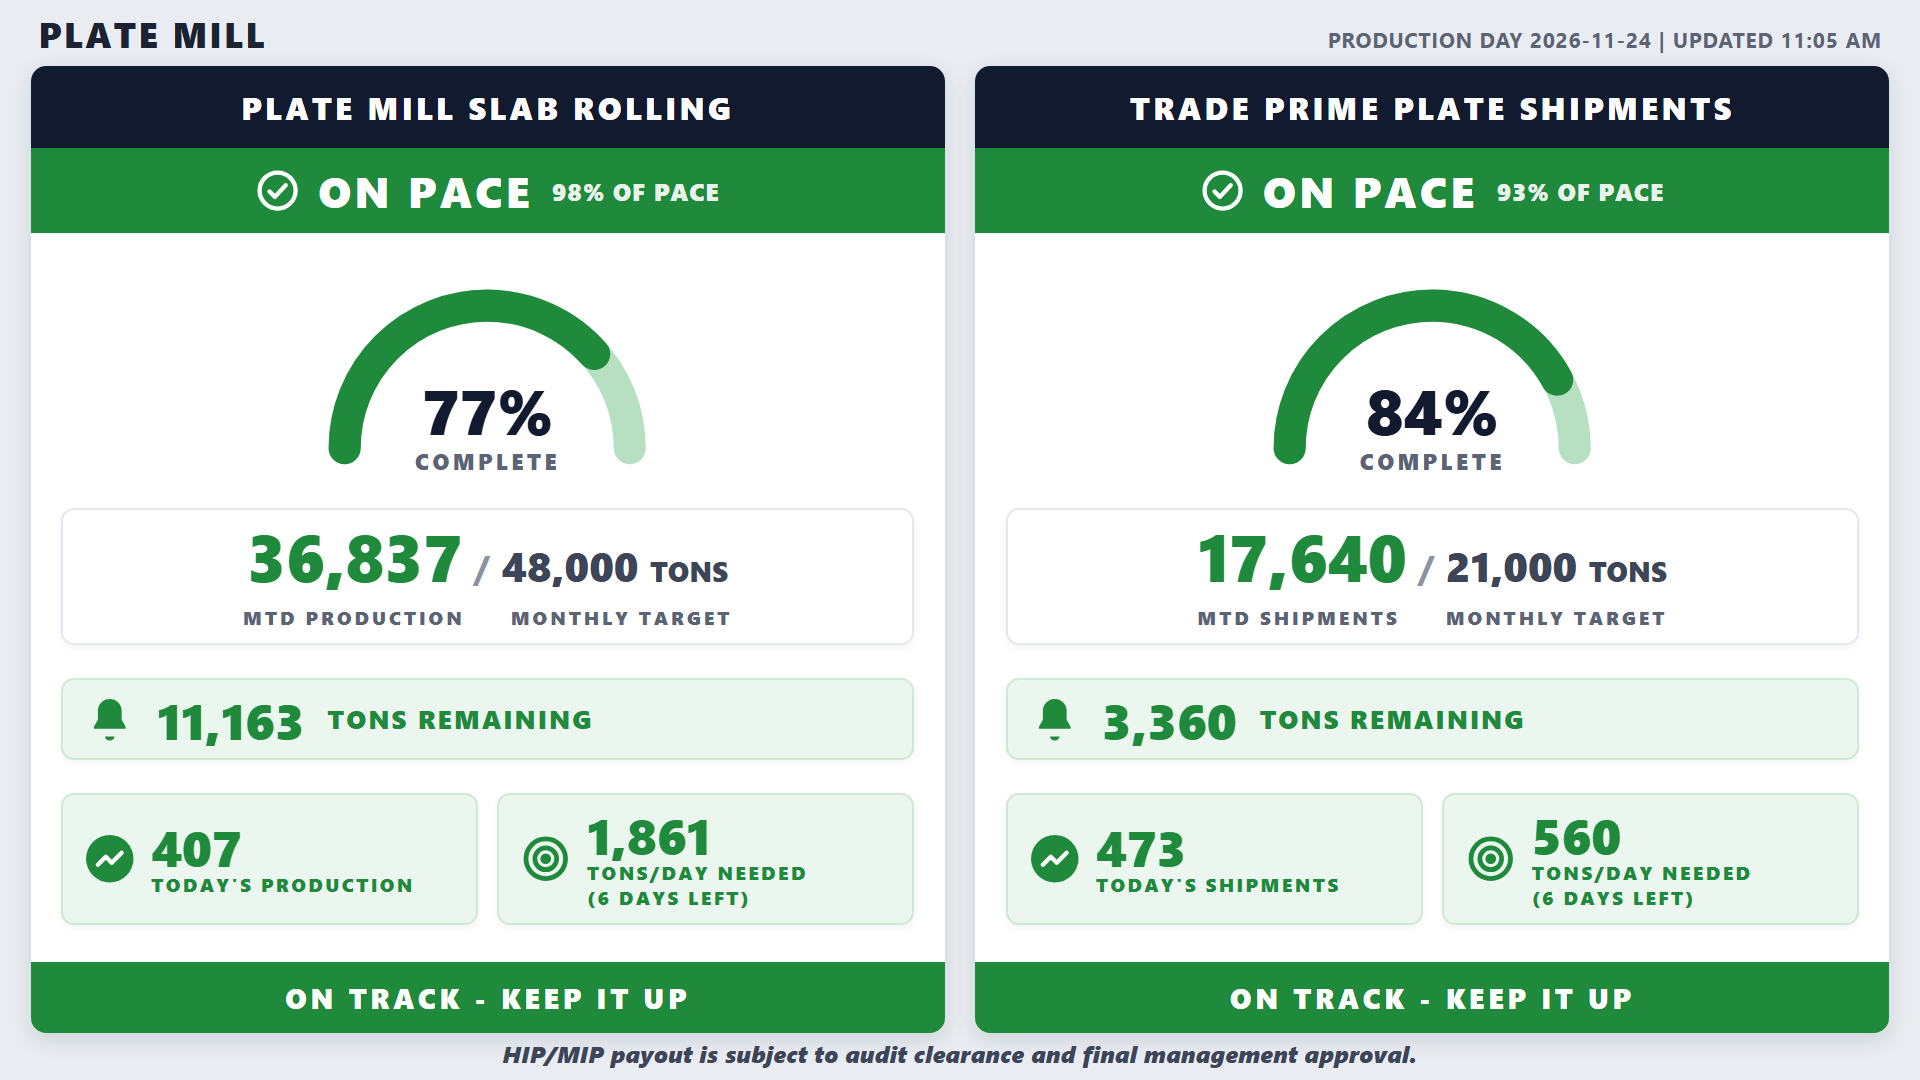 PLATE MILL
PRODUCTION DAY 2026-11-24 | UPDATED 11:05 AM
PLATE MILL SLAB ROLLING
ON PACE 98% OF PACE
77%
COMPLETE
36,837 / 48,000 TONS
MTD PRODUCTION MONTHLY TARGET
11,163 TONS REMAINING
407
TODAY'S PRODUCTION
1,861
TONS/DAY NEEDED
(6 DAYS LEFT)
ON TRACK - KEEP IT UP
TRADE PRIME PLATE SHIPMENTS
ON PACE 93% OF PACE
84%
COMPLETE
17,640 / 21,000 TONS
MTD SHIPMENTS MONTHLY TARGET
3,360 TONS REMAINING
473
TODAY'S SHIPMENTS
560
TONS/DAY NEEDED
(6 DAYS LEFT)
ON TRACK - KEEP IT UP
HIP/MIP payout is subject to audit clearance and final management approval.